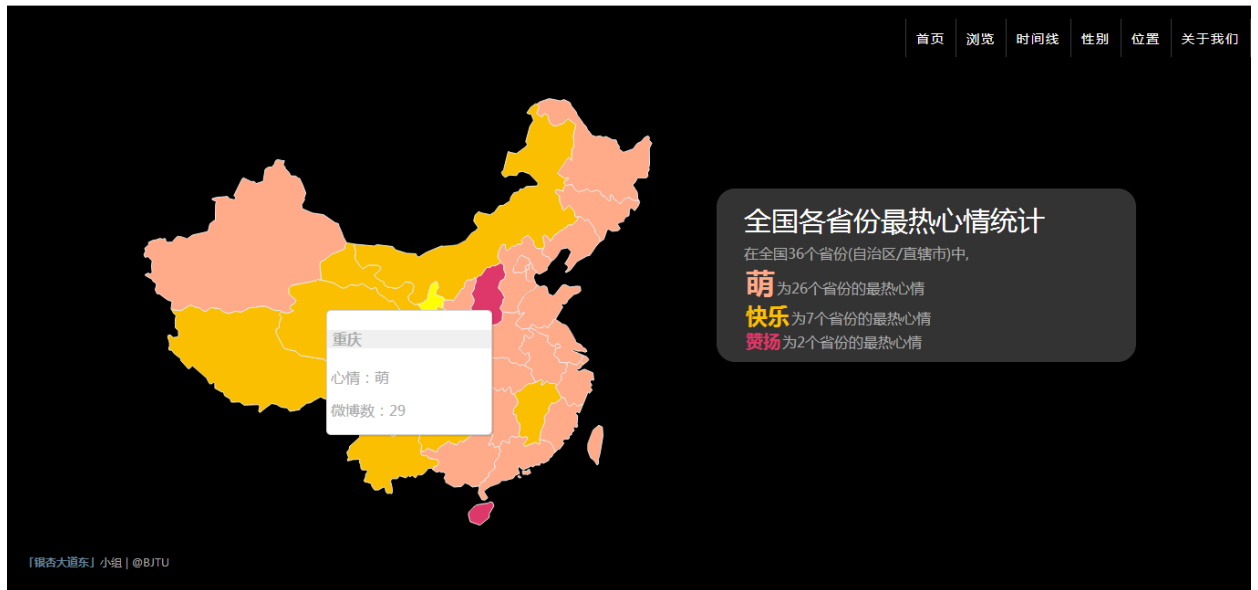 首页 浏览 时间线 性别 位置 关于我们
全国各省份最热心情统计
在全国36个省份(自治区/直辖市)中,
萌为26个省份的最热心情
快乐为7个省份的最热心情
赞扬为2个省份的最热心情
重庆
心情：萌
微博数：29
「银杏大道东」小组 | @BJTU